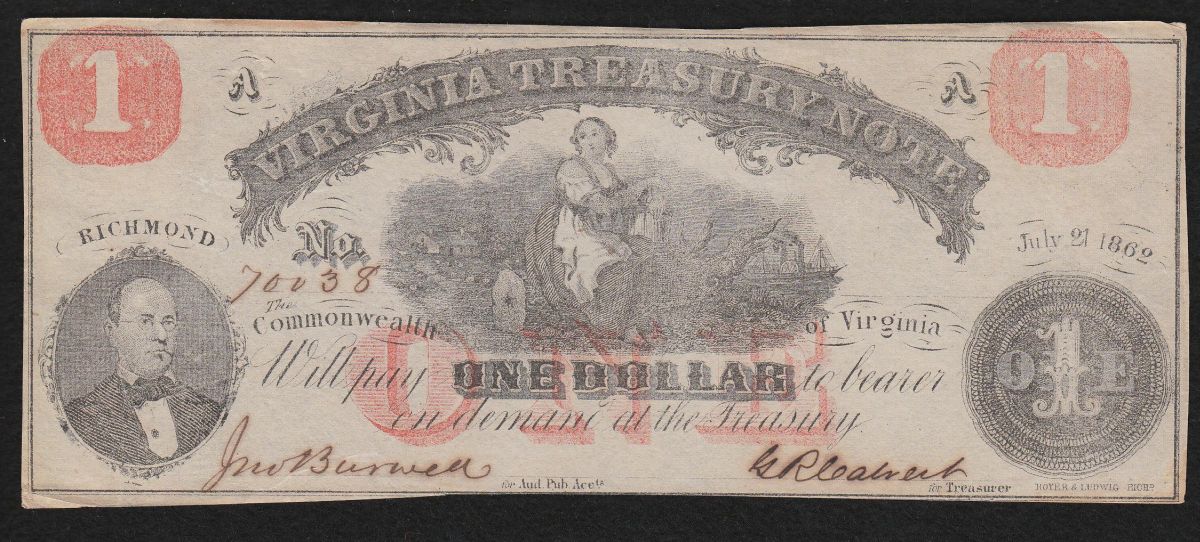 1 1
A A
VIRGINIA TREASURY NOTE
RICHMOND No. July 21 1862
70038
The
Commonwealth of Virginia
ONE
Will pay ONE DOLLAR to bearer
on demand at the Treasury
ONE
1
Jno Burwell G R Calvert
for Aud. Pub. Accts for Treasurer HOYER & LUDWIG RICHD